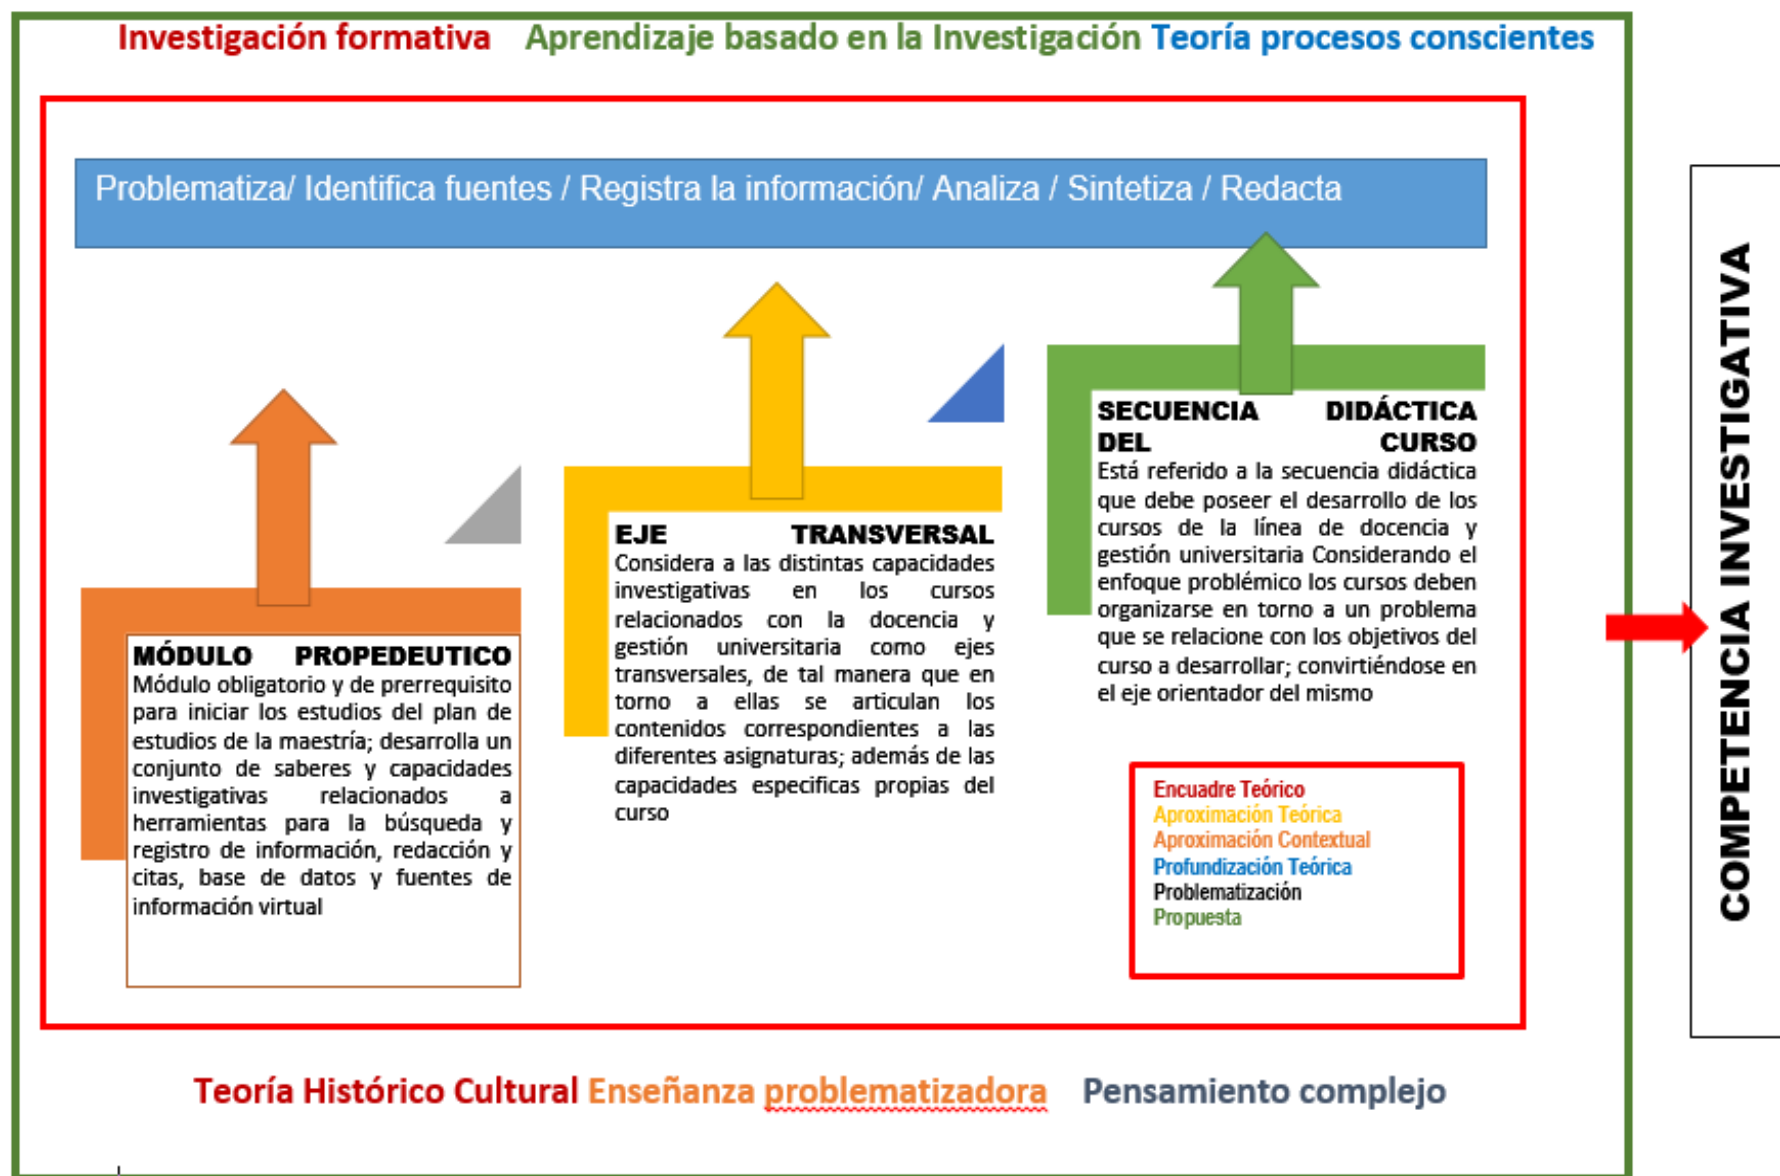 Investigación formativa Aprendizaje basado en la Investigación Teoría procesos conscientes
Problematiza/ Identifica fuentes / Registra la información/ Analiza / Sintetiza / Redacta
MÓDULO PROPEDEUTICO
Módulo obligatorio y de prerrequisito
para iniciar los estudios del plan de
estudios de la maestría; desarrolla un
conjunto de saberes y capacidades
investigativas relacionados a
herramientas para la búsqueda y
registro de información, redacción y
citas, base de datos y fuentes de
información virtual
EJE TRANSVERSAL
Considera a las distintas capacidades
investigativas en los cursos
relacionados con la docencia y
gestión universitaria como ejes
transversales, de tal manera que en
torno a ellas se articulan los
contenidos correspondientes a las
diferentes asignaturas; además de las
capacidades especificas propias del
curso
SECUENCIA DIDÁCTICA
DEL CURSO
Está referido a la secuencia didáctica
que debe poseer el desarrollo de los
cursos de la línea de docencia y
gestión universitaria Considerando el
enfoque problémico los cursos deben
organizarse en torno a un problema
que se relacione con los objetivos del
curso a desarrollar; convirtiéndose en
el eje orientador del mismo
Encuadre Teórico
Aproximación Teórica
Aproximación Contextual
Profundización Teórica
Problematización
Propuesta
Teoría Histórico Cultural Enseñanza problematizadora Pensamiento complejo
COMPETENCIA INVESTIGATIVA